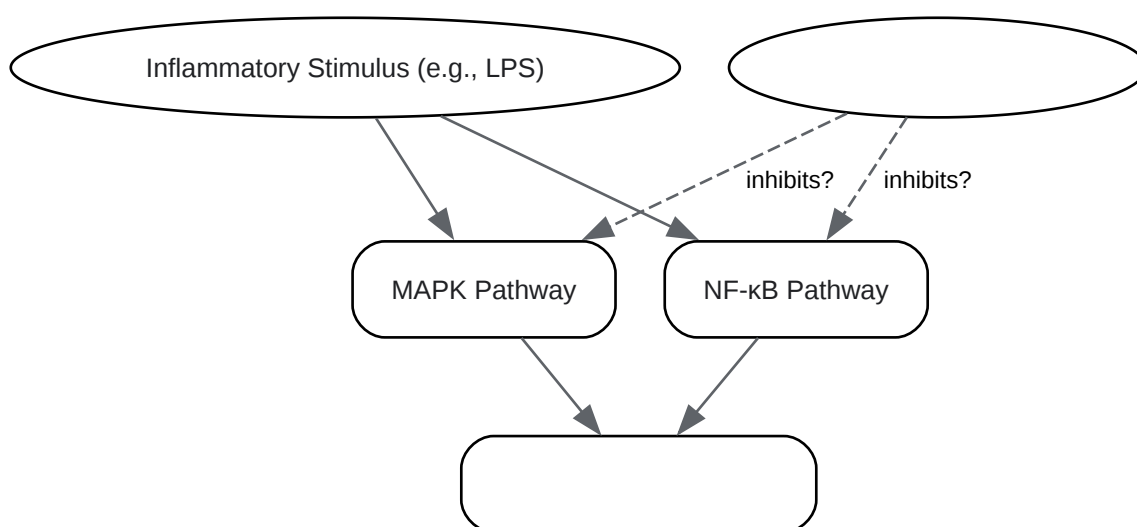 Inflammatory Stimulus (e.g., LPS)
inhibits?
inhibits?
MAPK Pathway
NF-κB Pathway